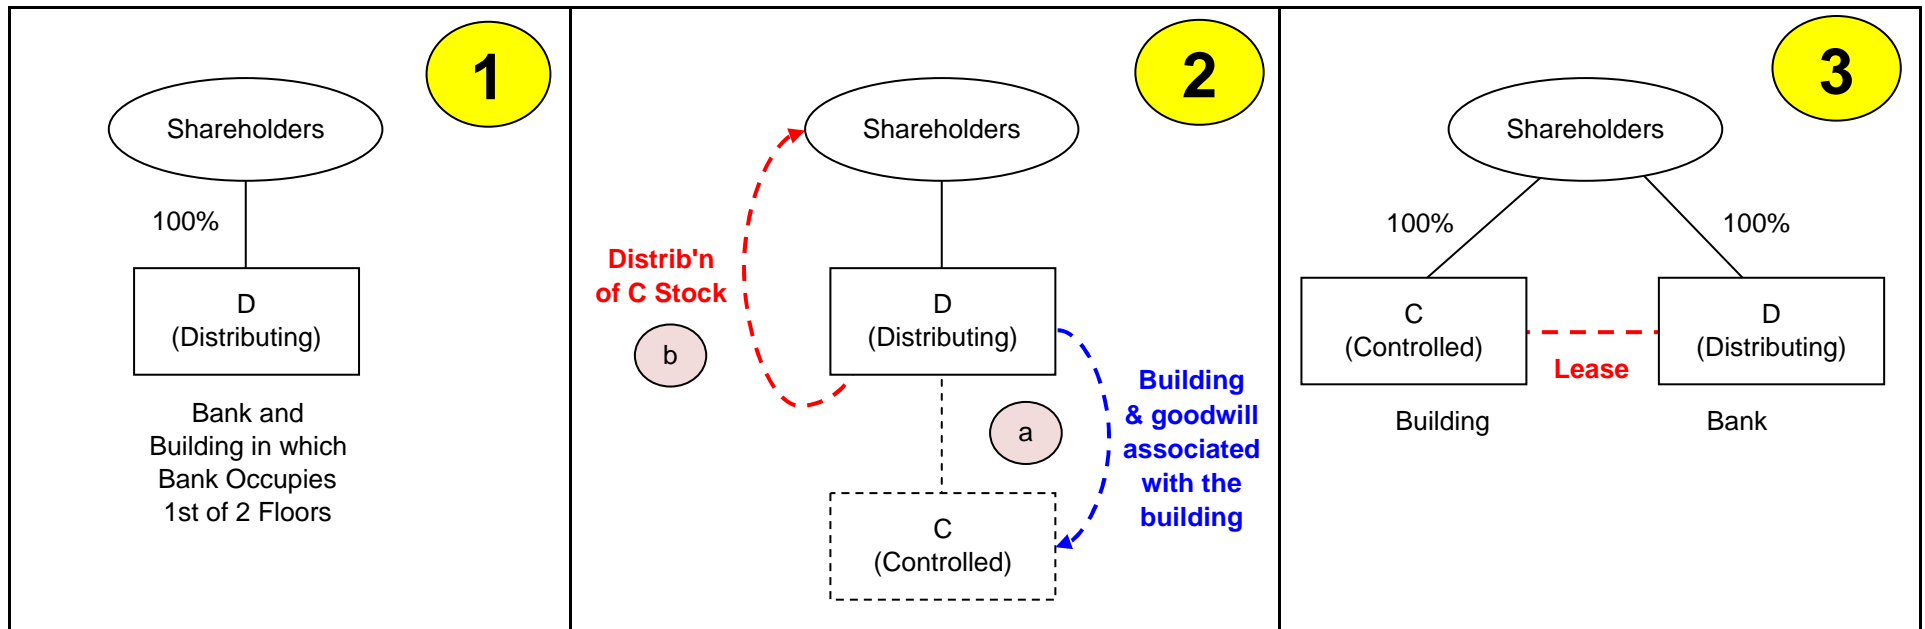 1
Shareholders
100%
D
(Distributing)
Bank and
Building in which
Bank Occupies
1st of 2 Floors
2
Shareholders
Distrib'n
of C Stock
b
D
(Distributing)
a
Building
& goodwill
associated
with the
building
C
(Controlled)
3
Shareholders
100%
100%
C
(Controlled)
Lease
D
(Distributing)
Building
Bank